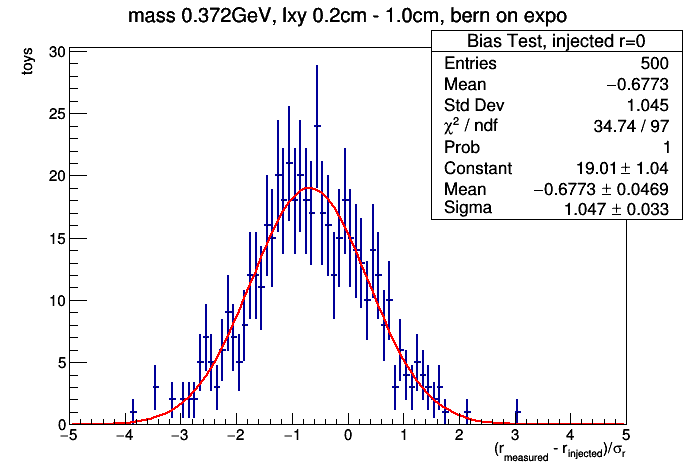 mass 0.372GeV, lxy 0.2cm - 1.0cm, bern on expo
Bias Test, injected r=0
Entries 500
Mean −0.6773
Std Dev 1.045
χ² / ndf 34.74 / 97
Prob 1
Constant 19.01 ± 1.04
Mean −0.6773 ± 0.0469
Sigma 1.047 ± 0.033
toys
30
25
20
15
10
5
0
−5 −4 −3 −2 −1 0 1 2 3 4 5
(r_measured - r_injected)/σ_r